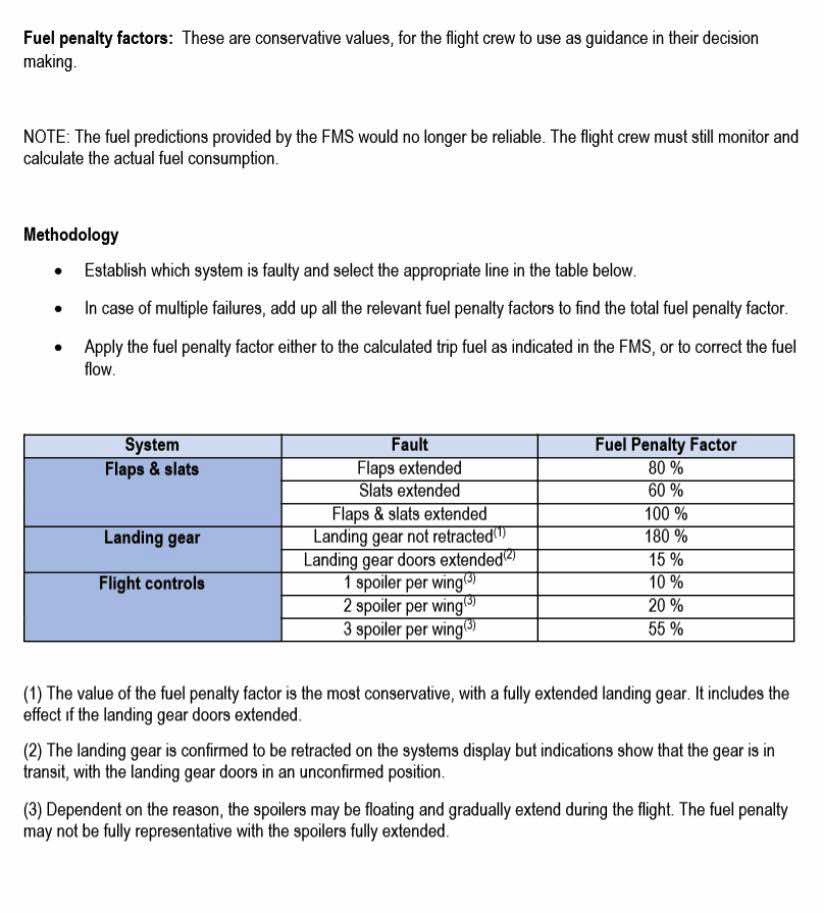 Fuel penalty factors: These are conservative values, for the flight crew to use as guidance in their decision
making.
NOTE: The fuel predictions provided by the FMS would no longer be reliable. The flight crew must still monitor and
calculate the actual fuel consumption.
Methodology
• Establish which system is faulty and select the appropriate line in the table below.
• In case of multiple failures, add up all the relevant fuel penalty factors to find the total fuel penalty factor.
• Apply the fuel penalty factor either to the calculated trip fuel as indicated in the FMS, or to correct the fuel
flow.
System Fault Fuel Penalty Factor
Flaps & slats Flaps extended 80 %
Slats extended 60 %
Flaps & slats extended 100 %
Landing gear Landing gear not retracted(1) 180 %
Landing gear doors extended(2) 15 %
Flight controls 1 spoiler per wing(3) 10 %
2 spoiler per wing(3) 20 %
3 spoiler per wing(3) 55 %
(1) The value of the fuel penalty factor is the most conservative, with a fully extended landing gear. It includes the
effect if the landing gear doors extended.
(2) The landing gear is confirmed to be retracted on the systems display but indications show that the gear is in
transit, with the landing gear doors in an unconfirmed position.
(3) Dependent on the reason, the spoilers may be floating and gradually extend during the flight. The fuel penalty
may not be fully representative with the spoilers fully extended.